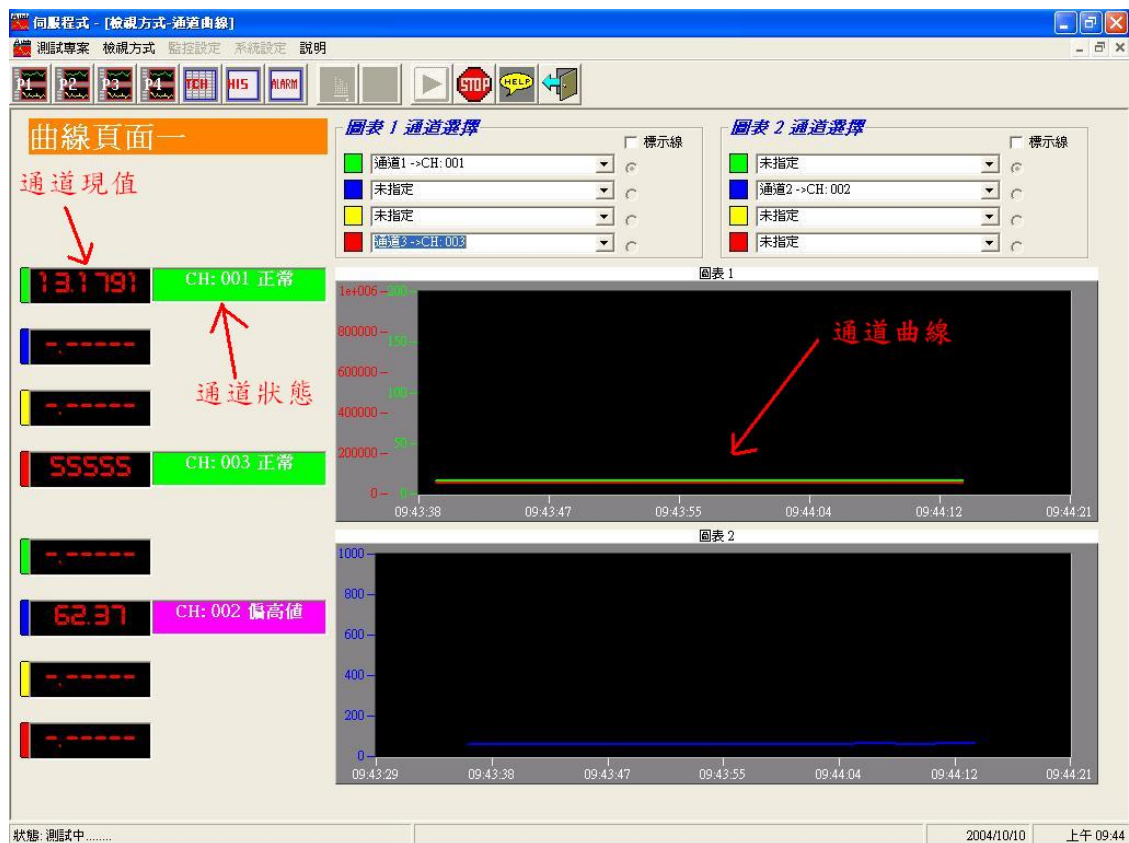 伺服程式 - [檢視方式-通道曲線]
測試專案 檢視方式 監控設定 系統設定 說明
P1 P2 P3 P4 TCH HIS ALARM STOP HELP
曲線頁面一
圖表 1 通道選擇
標示線
通道1 ->CH: 001
未指定
未指定
通道3 ->CH: 003
圖表 2 通道選擇
標示線
未指定
通道2 ->CH: 002
未指定
未指定
通道現值
13.1791 CH: 001 正常
-.-----
通道狀態
-.-----
55555 CH: 003 正常
-.-----
62.37 CH: 002 偏高值
-.-----
-.-----
圖表 1
1e+006 200
800000 150
600000
100
400000
50
200000
0 0
通道曲線
09:43:38 09:43:47 09:43:55 09:44:04 09:44:12 09:44:21
圖表 2
1000
800
600
400
200
0
09:43:29 09:43:38 09:43:47 09:43:55 09:44:04 09:44:12 09:44:21
狀態: 測試中........ 2004/10/10 上午 09:44